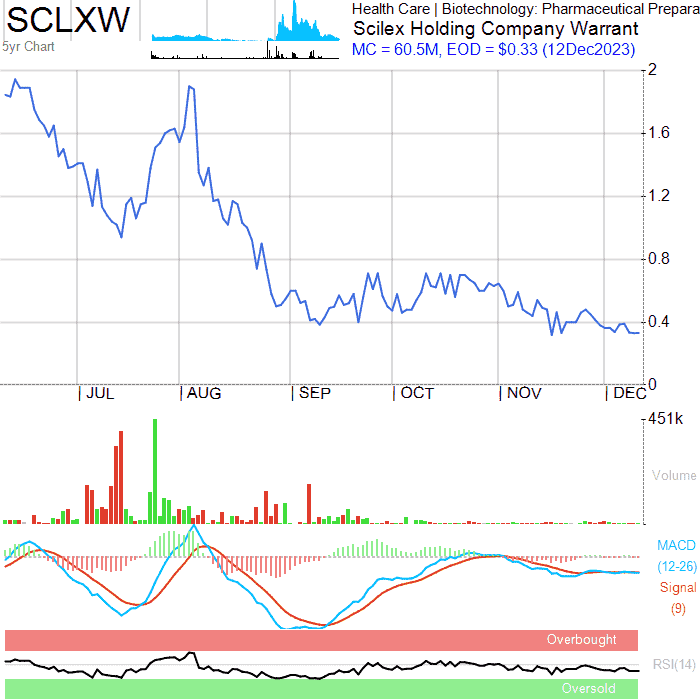 SCLXW
5yr Chart
Health Care | Biotechnology: Pharmaceutical Prepara
Scilex Holding Company Warrant
MC = 60.5M, EOD = $0.33 (12Dec2023)
2
1.6
1.2
0.8
0.4
0
JUL AUG SEP OCT NOV DEC
451k
Volume
MACD
(12-26)
Signal
(9)
Overbought
RSI(14)
Oversold